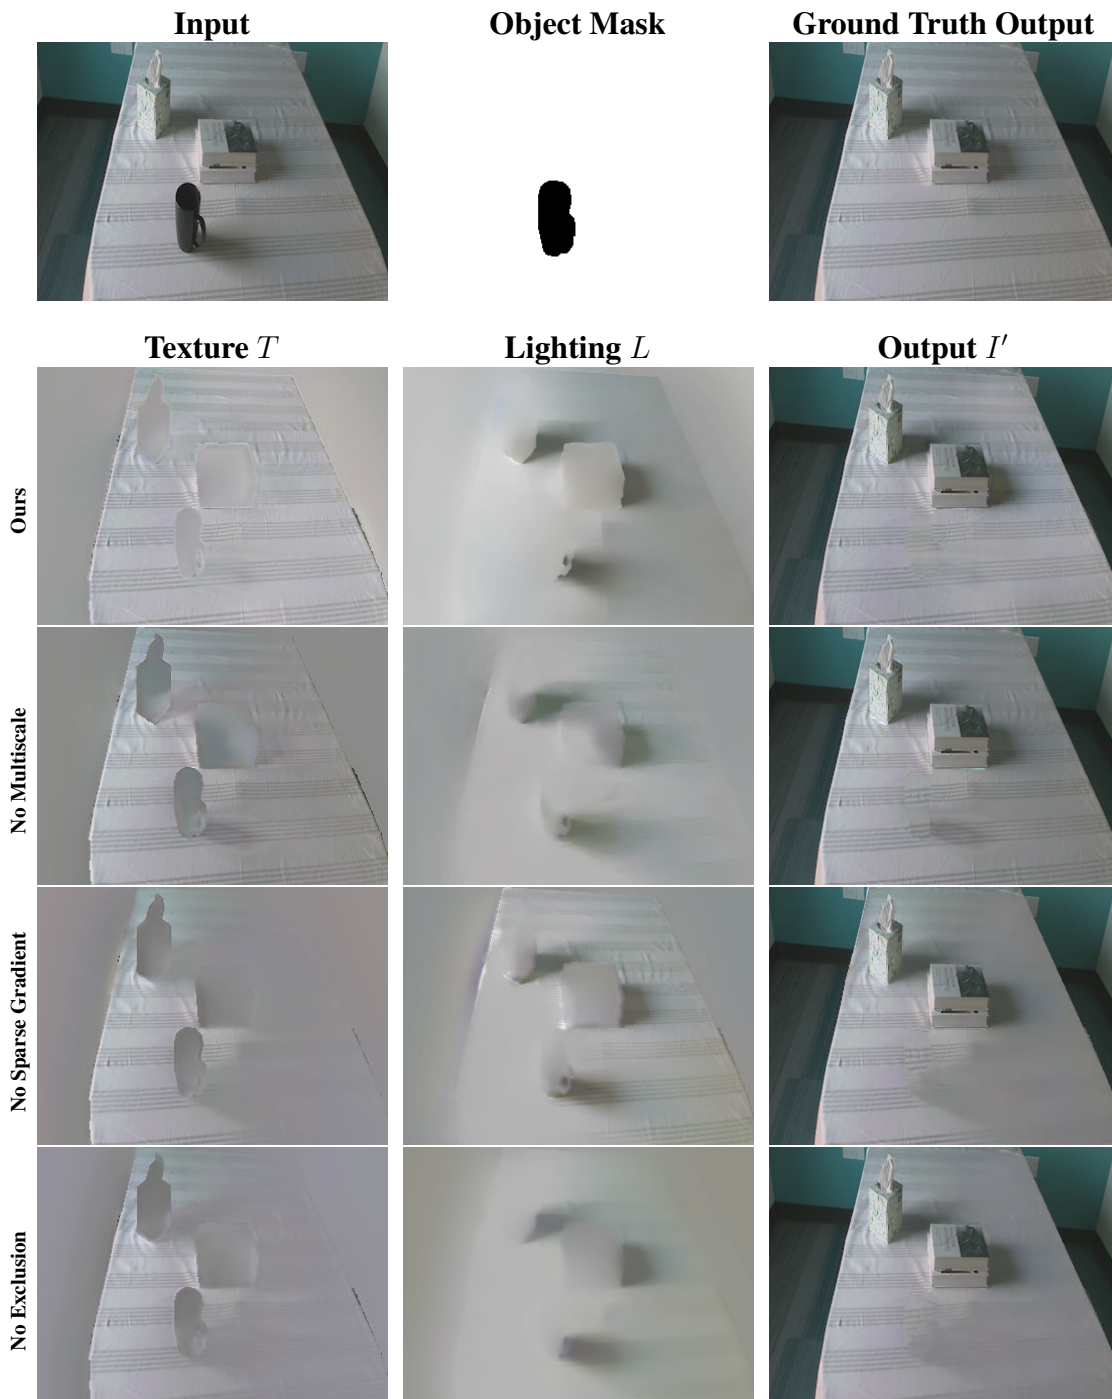 Input Object Mask Ground Truth Output
Texture T Lighting L Output I′
Ours
No Multiscale
No Sparse Gradient
No Exclusion